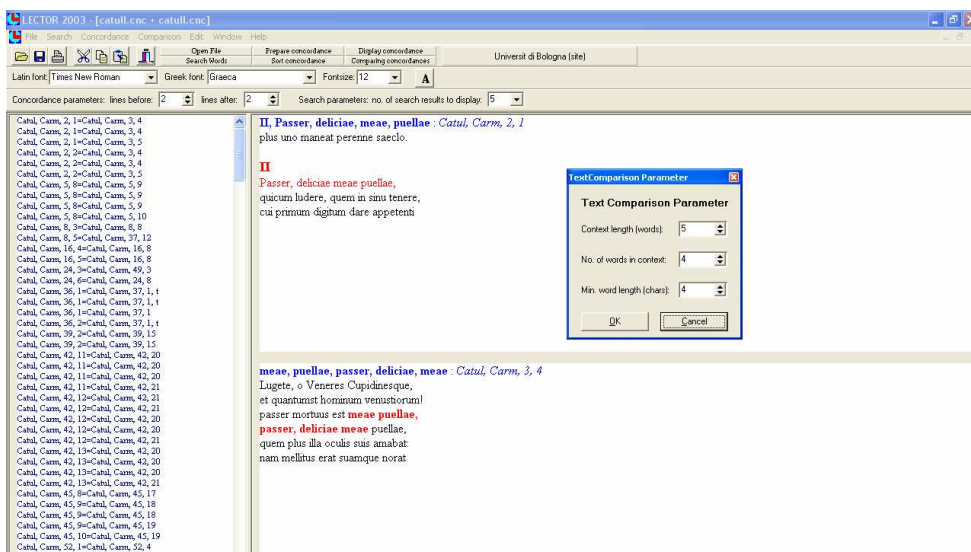 LECTOR 2003 - [catull.cnc + catull.cnc]
File Search Concordance Comparison Edit Window Help
Open File Prepare concordance Display concordance
Search Words Sort concordance Comparing concordances
Universit di Bologna (site)
Latin font: Times New Roman Greek font: Graeca Fontsize: 12 A
Concordance parameters: lines before: 2 lines after: 2 Search parameters: no. of search results to display: 5
Catul, Carm, 2, 1=Catul, Carm, 3, 4
Catul, Carm, 2, 1=Catul, Carm, 3, 4
Catul, Carm, 2, 1=Catul, Carm, 3, 5
Catul, Carm, 2, 2=Catul, Carm, 3, 4
Catul, Carm, 2, 2=Catul, Carm, 3, 4
Catul, Carm, 2, 2=Catul, Carm, 3, 5
Catul, Carm, 5, 8=Catul, Carm, 5, 9
Catul, Carm, 5, 8=Catul, Carm, 5, 9
Catul, Carm, 5, 8=Catul, Carm, 5, 9
Catul, Carm, 5, 8=Catul, Carm, 5, 10
Catul, Carm, 8, 3=Catul, Carm, 8, 8
Catul, Carm, 8, 5=Catul, Carm, 37, 12
Catul, Carm, 16, 4=Catul, Carm, 16, 8
Catul, Carm, 16, 5=Catul, Carm, 16, 8
Catul, Carm, 24, 3=Catul, Carm, 49, 3
Catul, Carm, 24, 6=Catul, Carm, 24, 8
Catul, Carm, 36, 1=Catul, Carm, 37, 1, t
Catul, Carm, 36, 1=Catul, Carm, 37, 1, t
Catul, Carm, 36, 1=Catul, Carm, 37, 1
Catul, Carm, 36, 2=Catul, Carm, 37, 1, t
Catul, Carm, 39, 2=Catul, Carm, 39, 15
Catul, Carm, 39, 2=Catul, Carm, 39, 15
Catul, Carm, 42, 11=Catul, Carm, 42, 20
Catul, Carm, 42, 11=Catul, Carm, 42, 20
Catul, Carm, 42, 11=Catul, Carm, 42, 20
Catul, Carm, 42, 11=Catul, Carm, 42, 21
Catul, Carm, 42, 12=Catul, Carm, 42, 21
Catul, Carm, 42, 12=Catul, Carm, 42, 20
Catul, Carm, 42, 12=Catul, Carm, 42, 20
Catul, Carm, 42, 12=Catul, Carm, 42, 21
Catul, Carm, 42, 13=Catul, Carm, 42, 20
Catul, Carm, 42, 13=Catul, Carm, 42, 20
Catul, Carm, 42, 13=Catul, Carm, 42, 20
Catul, Carm, 42, 13=Catul, Carm, 42, 21
Catul, Carm, 45, 8=Catul, Carm, 45, 17
Catul, Carm, 45, 9=Catul, Carm, 45, 18
Catul, Carm, 45, 9=Catul, Carm, 45, 18
Catul, Carm, 45, 9=Catul, Carm, 45, 19
Catul, Carm, 45, 10=Catul, Carm, 45, 19
Catul, Carm, 52, 1=Catul, Carm, 52, 4
II, Passer, deliciae, meae, puellae : Catul, Carm, 2, 1
plus uno maneat perenne saeclo.
II
Passer, deliciae meae puellae,
quicum ludere, quem in sinu tenere,
cui primum digitum dare appetenti
TextComparison Parameter
Text Comparison Parameter
Context length (words): 5
No. of words in context: 4
Min. word length (chars): 4
OK Cancel
meae, puellae, passer, deliciae, meae : Catul, Carm, 3, 4
Lugete, o Veneres Cupidinesque,
et quantumst hominum venustiorum!
passer mortuus est meae puellae,
passer, deliciae meae puellae,
quem plus illa oculis suis amabat:
nam mellitus erat suamque norat